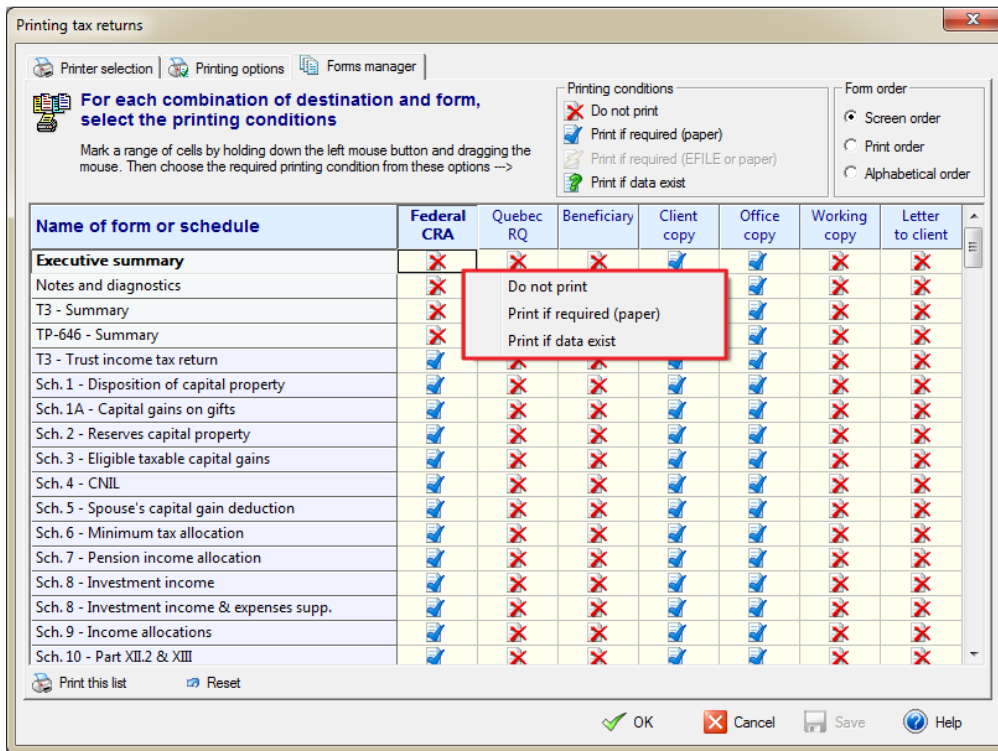 Printing tax returns
Printer selection
Printing options
Forms manager
For each combination of destination and form,
select the printing conditions
Mark a range of cells by holding down the left mouse button and dragging the
mouse. Then choose the required printing condition from these options --->
Printing conditions
Do not print
Print if required (paper)
Print if required (EFILE or paper)
Print if data exist
Form order
Screen order
Print order
Alphabetical order
Name of form or schedule
Federal CRA
Quebec RQ
Beneficiary
Client copy
Office copy
Working copy
Letter to client
Executive summary
Notes and diagnostics
T3 - Summary
TP-646 - Summary
T3 - Trust income tax return
Sch. 1 - Disposition of capital property
Sch. 1A - Capital gains on gifts
Sch. 2 - Reserves capital property
Sch. 3 - Eligible taxable capital gains
Sch. 4 - CNIL
Sch. 5 - Spouse's capital gain deduction
Sch. 6 - Minimum tax allocation
Sch. 7 - Pension income allocation
Sch. 8 - Investment income
Sch. 8 - Investment income & expenses supp.
Sch. 9 - Income allocations
Sch. 10 - Part XII.2 & XIII
Do not print
Print if required (paper)
Print if data exist
Print this list
Reset
OK
Cancel
Save
Help